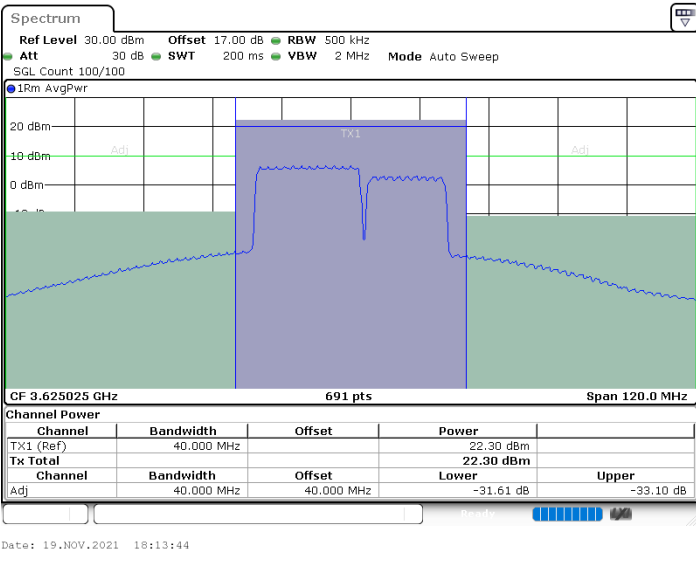 Spectrum
Ref Level 30.00 dBm Offset 17.00 dB RBW 500 kHz
Att 30 dB SWT 200 ms VBW 2 MHz Mode Auto Sweep
SGL Count 100/100
1Rm AvgPwr
20 dBm
TX1
Adj Adj
10 dBm
0 dBm
CF 3.625025 GHz 691 pts Span 120.0 MHz
Channel Power
Channel Bandwidth Offset Power
TX1 (Ref) 40.000 MHz 22.30 dBm
Tx Total 22.30 dBm
Channel Bandwidth Offset Lower Upper
Adj 40.000 MHz 40.000 MHz -31.61 dB -33.10 dB
Ready
Date: 19.NOV.2021 18:13:44